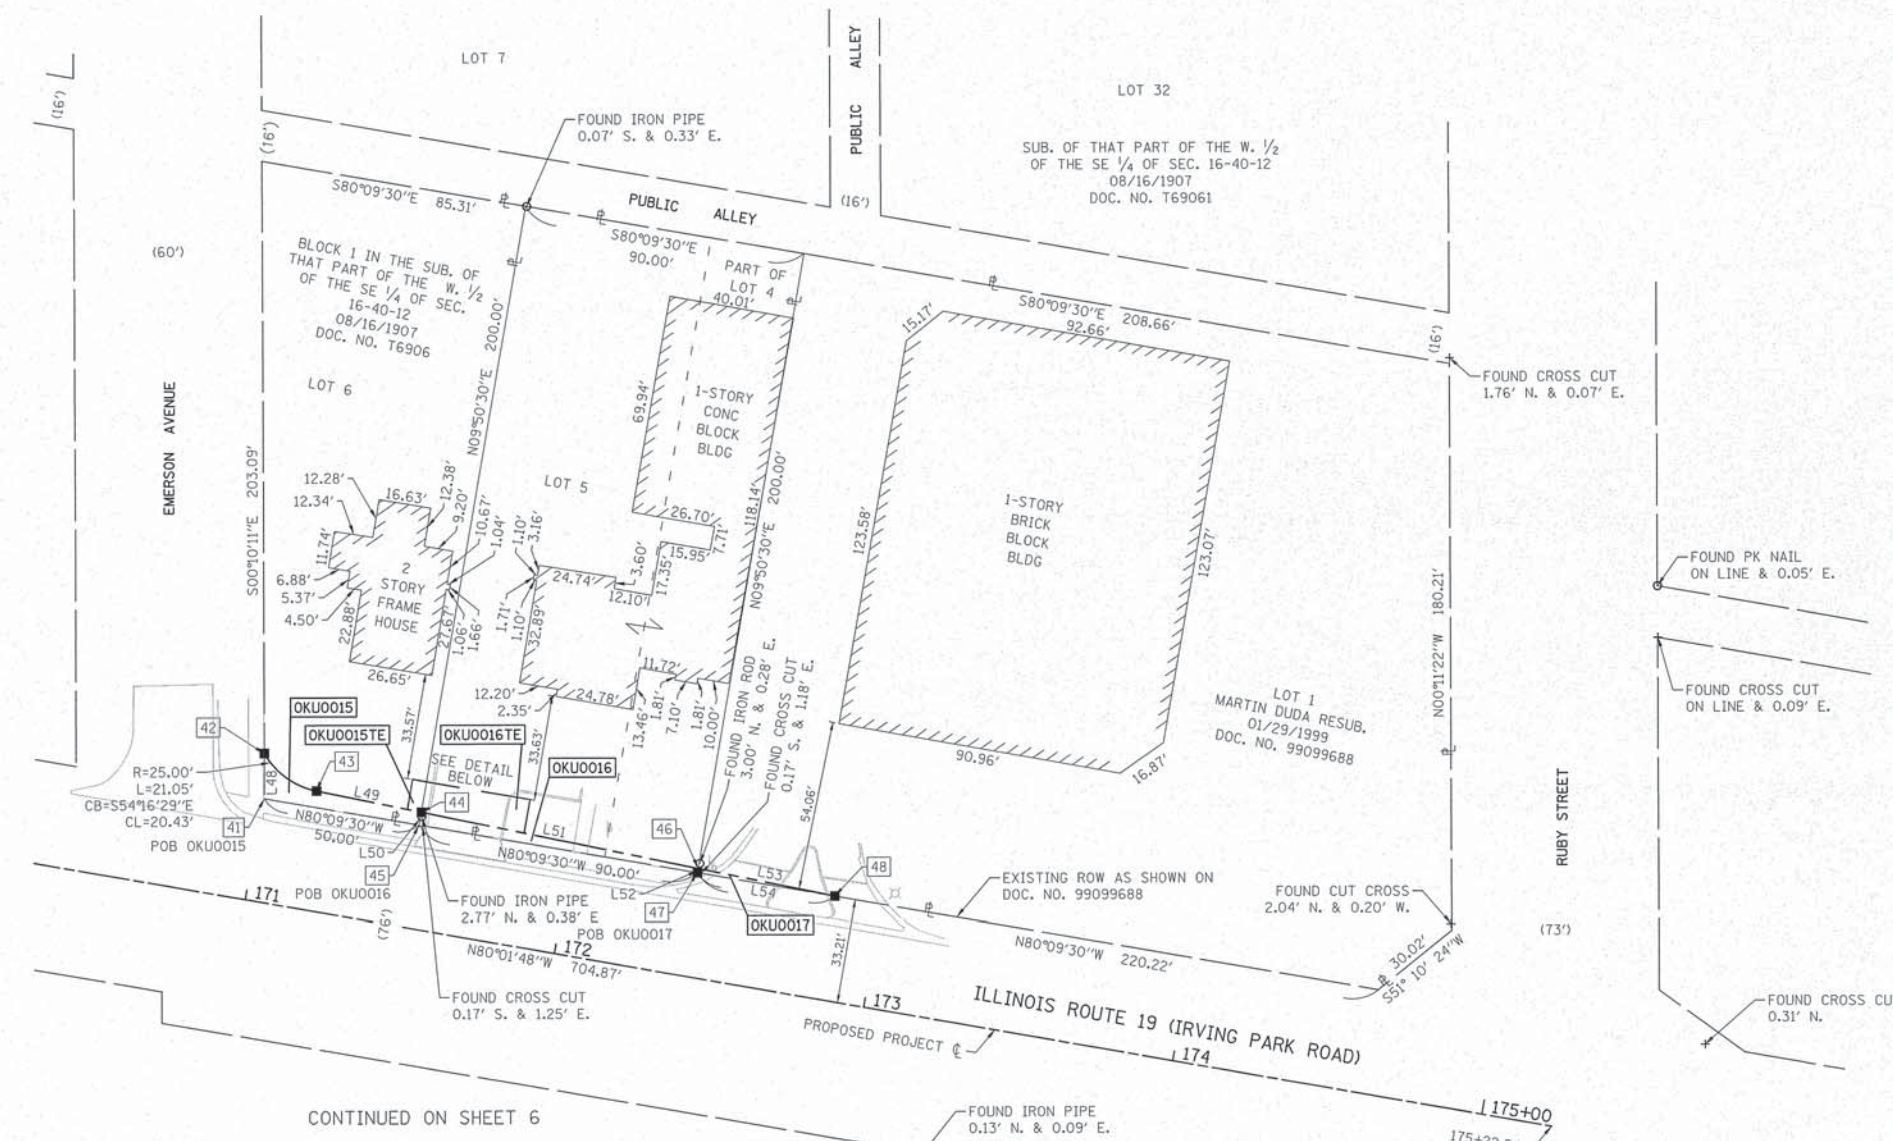 LOT 7
PUBLIC ALLEY
LOT 32
(16')
(16')
FOUND IRON PIPE
0.07' S. & 0.33' E.
SUB. OF THAT PART OF THE W. 1/2
OF THE SE 1/4 OF SEC. 16-40-12
08/16/1907
DOC. NO. T69061
S80°09'30"E 85.31'
PUBLIC ALLEY
(16')
(60')
BLOCK 1 IN THE SUB. OF
THAT PART OF THE W. 1/2
OF THE SE 1/4 OF SEC.
16-40-12
08/16/1907
DOC. NO. T6906
S80°09'30"E
90.00'
PART OF
LOT 4
40.01'
S80°09'30"E 208.66'
92.66'
15.17'
(16')
FOUND CROSS CUT
1.76' N. & 0.07' E.
LOT 6
EMERSON AVENUE
S00°10'11"E 203.09'
N09°50'30"E 200.00'
69.94'
1-STORY
CONC
BLOCK
BLDG
LOT 5
118.14'
N09°50'30"E 200.00'
26.70'
7.71'
15.95'
17.35'
3.60'
12.10'
24.74'
3.16'
1.10'
1.71'
1.10'
32.89'
12.28'
12.34'
16.63'
12.38'
9.20'
10.67'
1.04'
11.74'
6.88'
5.37'
4.50'
22.88'
2
STORY
FRAME
HOUSE
27.67'
1.06'
1.66'
26.65'
33.57'
12.20'
2.35'
24.78'
33.63'
11.72'
13.46'
1.81'
7.10'
1.81'
10.00'
123.58'
1-STORY
BRICK
BLOCK
BLDG
123.07'
90.96'
16.87'
54.06'
LOT 1
MARTIN DUDA RESUB.
01/29/1999
DOC. NO. 99099688
N00°11'22"W 180.21'
FOUND PK NAIL
ON LINE & 0.05' E.
FOUND CROSS CUT
ON LINE & 0.09' E.
RUBY STREET
(73')
FOUND IRON ROD
3.00' N. & 0.28' E.
FOUND CROSS CUT
0.17' S. & 1.18' E.
42
OKU0015
OKU0015TE
OKU0016TE
OKU0016
SEE DETAIL
BELOW
43
44
R=25.00'
L=21.05'
CB=S54°16'29"E
CL=20.43'
L48
L49
41
POB OKU0015
N80°09'30"W
50.00'
L50
45
POB OKU0016
L51
N80°09'30"W 90.00'
46
L52
47
POB OKU0017
L53
L54
48
OKU0017
EXISTING ROW AS SHOWN ON
DOC. NO. 99099688
FOUND CUT CROSS
2.04' N. & 0.20' W.
30.02'
S51° 10' 24"W
N80°09'30"W 220.22'
33.21'
FOUND IRON PIPE
2.77' N. & 0.38' E
171
(76')
172
N80°01'48"W 704.87'
173
174
175+00
FOUND CROSS CUT
0.17' S. & 1.25' E.
ILLINOIS ROUTE 19 (IRVING PARK ROAD)
PROPOSED PROJECT ℄
FOUND CROSS CU
0.31' N.
CONTINUED ON SHEET 6
FOUND IRON PIPE
0.13' N. & 0.09' E.